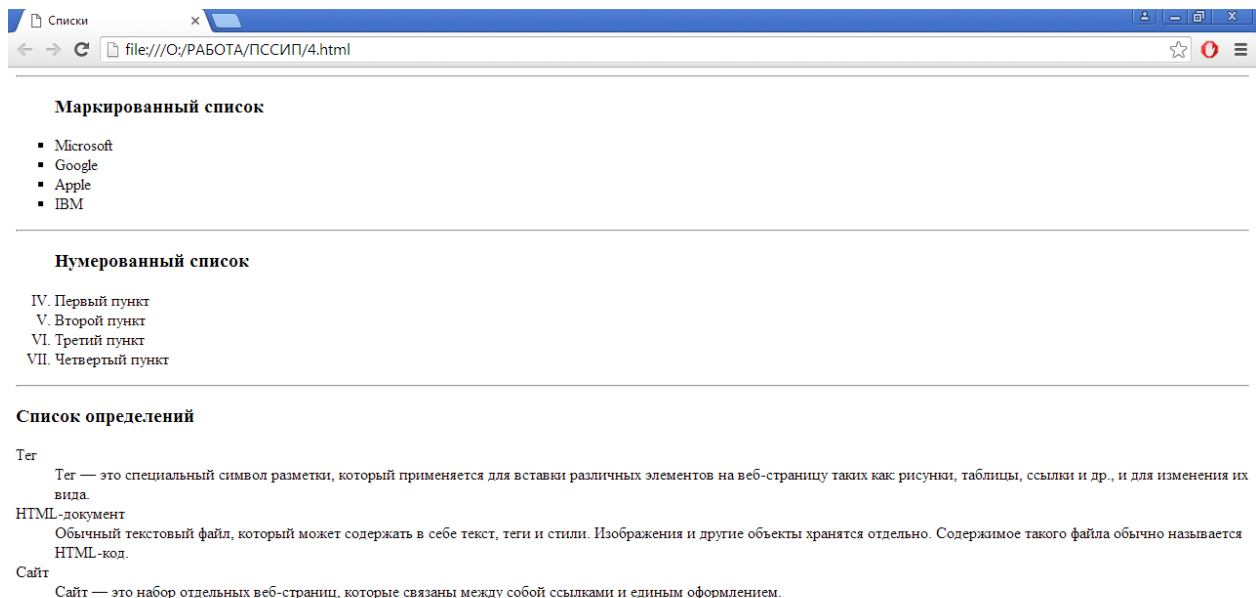 Списки
file:///O:/РАБОТА/ПССИП/4.html
Маркированный список
Microsoft
Google
Apple
IBM
Нумерованный список
IV. Первый пункт
V. Второй пункт
VI. Третий пункт
VII. Четвертый пункт
Список определений
Тег
Тег — это специальный символ разметки, который применяется для вставки различных элементов на веб-страницу таких как: рисунки, таблицы, ссылки и др., и для изменения их
вида.
HTML-документ
Обычный текстовый файл, который может содержать в себе текст, теги и стили. Изображения и другие объекты хранятся отдельно. Содержимое такого файла обычно называется
HTML-код.
Сайт
Сайт — это набор отдельных веб-страниц, которые связаны между собой ссылками и единым оформлением.